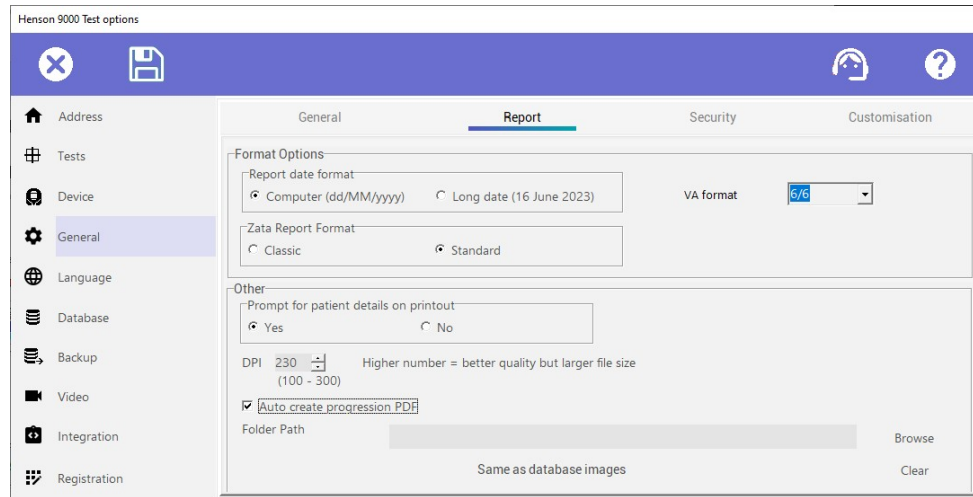 Henson 9000 Test options
Address
Tests
Device
General
Language
Database
Backup
Video
Integration
Registration
General Report Security Customisation
Format Options
Report date format
Computer (dd/MM/yyyy) Long date (16 June 2023)
VA format 6/6
Zata Report Format
Classic Standard
Other
Prompt for patient details on printout
Yes No
DPI 230 Higher number = better quality but larger file size
(100 - 300)
Auto create progression PDF
Folder Path Browse
Same as database images Clear